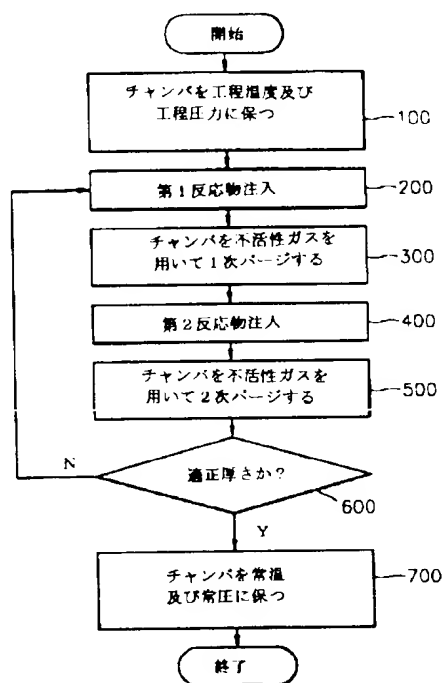 開始
チャンバを工程温度及び
工程圧力に保つ
100
第1反応物注入
200
チャンバを不活性ガスを
用いて1次パージする
300
第2反応物注入
400
チャンバを不活性ガスを
用いて2次パージする
500
適正厚さか?
N
600
Y
チャンバを常温
及び常圧に保つ
700
終了